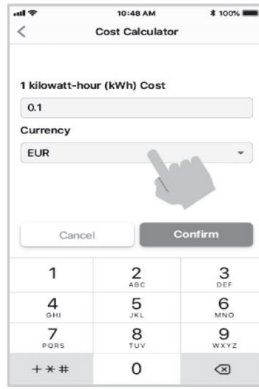 10:48 AM
100%
Cost Calculator
1 kilowatt-hour (kWh) Cost
0.1
Currency
EUR
Cancel
Confirm
1
2
ABC
3
DEF
4
GHI
5
JKL
6
MNO
7
PQRS
8
TUV
9
WXYZ
+ * #
0